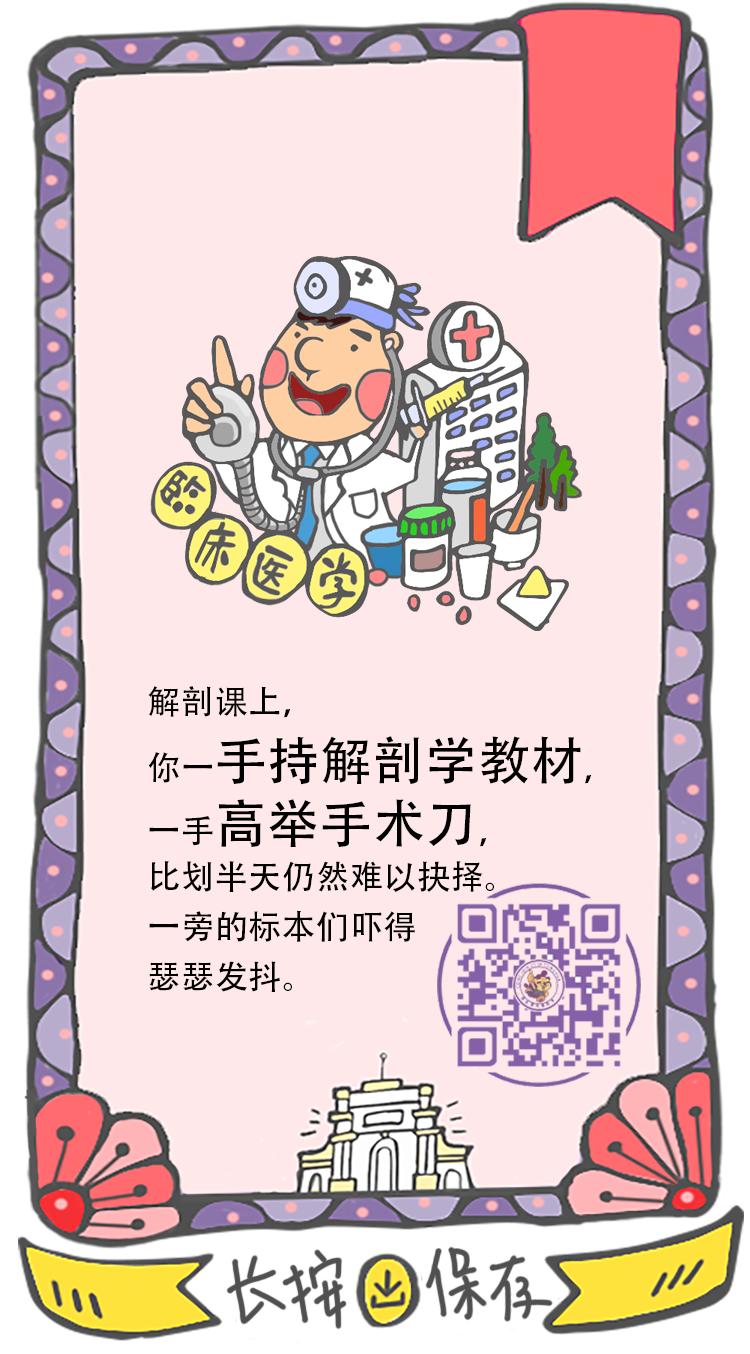 臨床医学
解剖课上，
你一手持解剖学教材，
一手高举手术刀，
比划半天仍然难以抉择。
一旁的标本们吓得
瑟瑟发抖。
长按保存